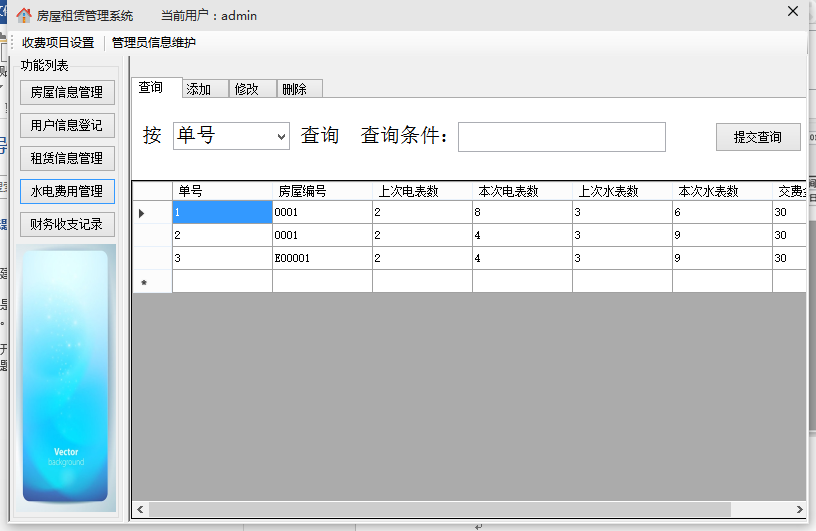 房屋租赁管理系统 当前用户：admin
收费项目设置 管理员信息维护
功能列表
房屋信息管理
用户信息登记
租赁信息管理
水电费用管理
财务收支记录
Vector
background
查询 添加 修改 删除
按 单号 查询 查询条件： 提交查询
单号 房屋编号 上次电表数 本次电表数 上次水表数 本次水表数 交费
1 0001 2 8 3 6 30
2 0001 2 4 3 9 30
3 E00001 2 4 3 9 30